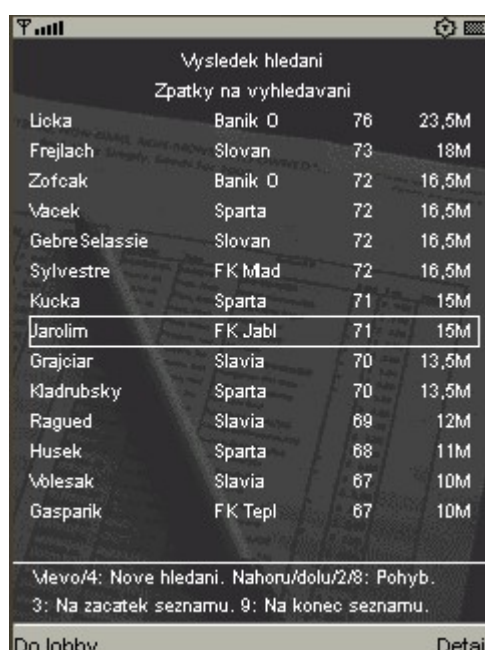 Vysledek hledani
Zpatky na vyhledavani
Licka Banik O 76 23,5M
Frejlach Slovan 73 18M
Zofcak Banik O 72 16,5M
Vacek Sparta 72 16,5M
GebreSelassie Slovan 72 16,5M
Sylvestre FK Mlad 72 16,5M
Kucka Sparta 71 15M
Jarolim FK Jabl 71 15M
Grajciar Slavia 70 13,5M
Kladrubsky Sparta 70 13,5M
Ragued Slavia 69 12M
Husek Sparta 68 11M
Volesak Slavia 67 10M
Gasparik FK Tepl 67 10M
Vlevo/4: Nove hledani. Nahoru/dolu/2/8: Pohyb.
3: Na zacatek seznamu. 9: Na konec seznamu.
Do lobby Detai